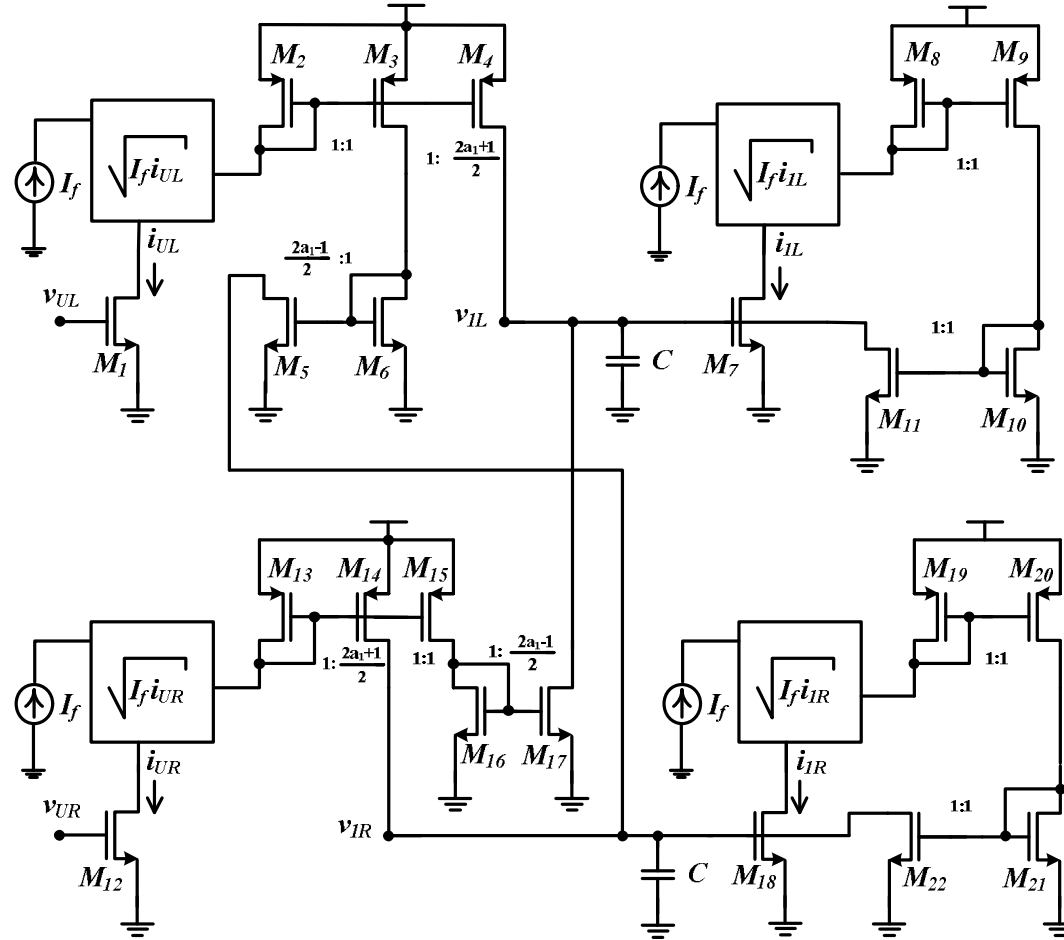 M2 M3 M4 M8 M9
If √If iUL 1:1 1: 2a1+1/2 If √If i1L 1:1
iUL i1L
2a1-1/2 :1
vUL v1L 1:1
M1 M5 M6 C M7 M11 M10
M13 M14 M15 M19 M20
If √If iUR 1: 2a1+1/2 1:1 1: 2a1-1/2 If √If i1R 1:1
M16 M17
iUR i1R
vUR v1R 1:1
M12 C M18 M22 M21